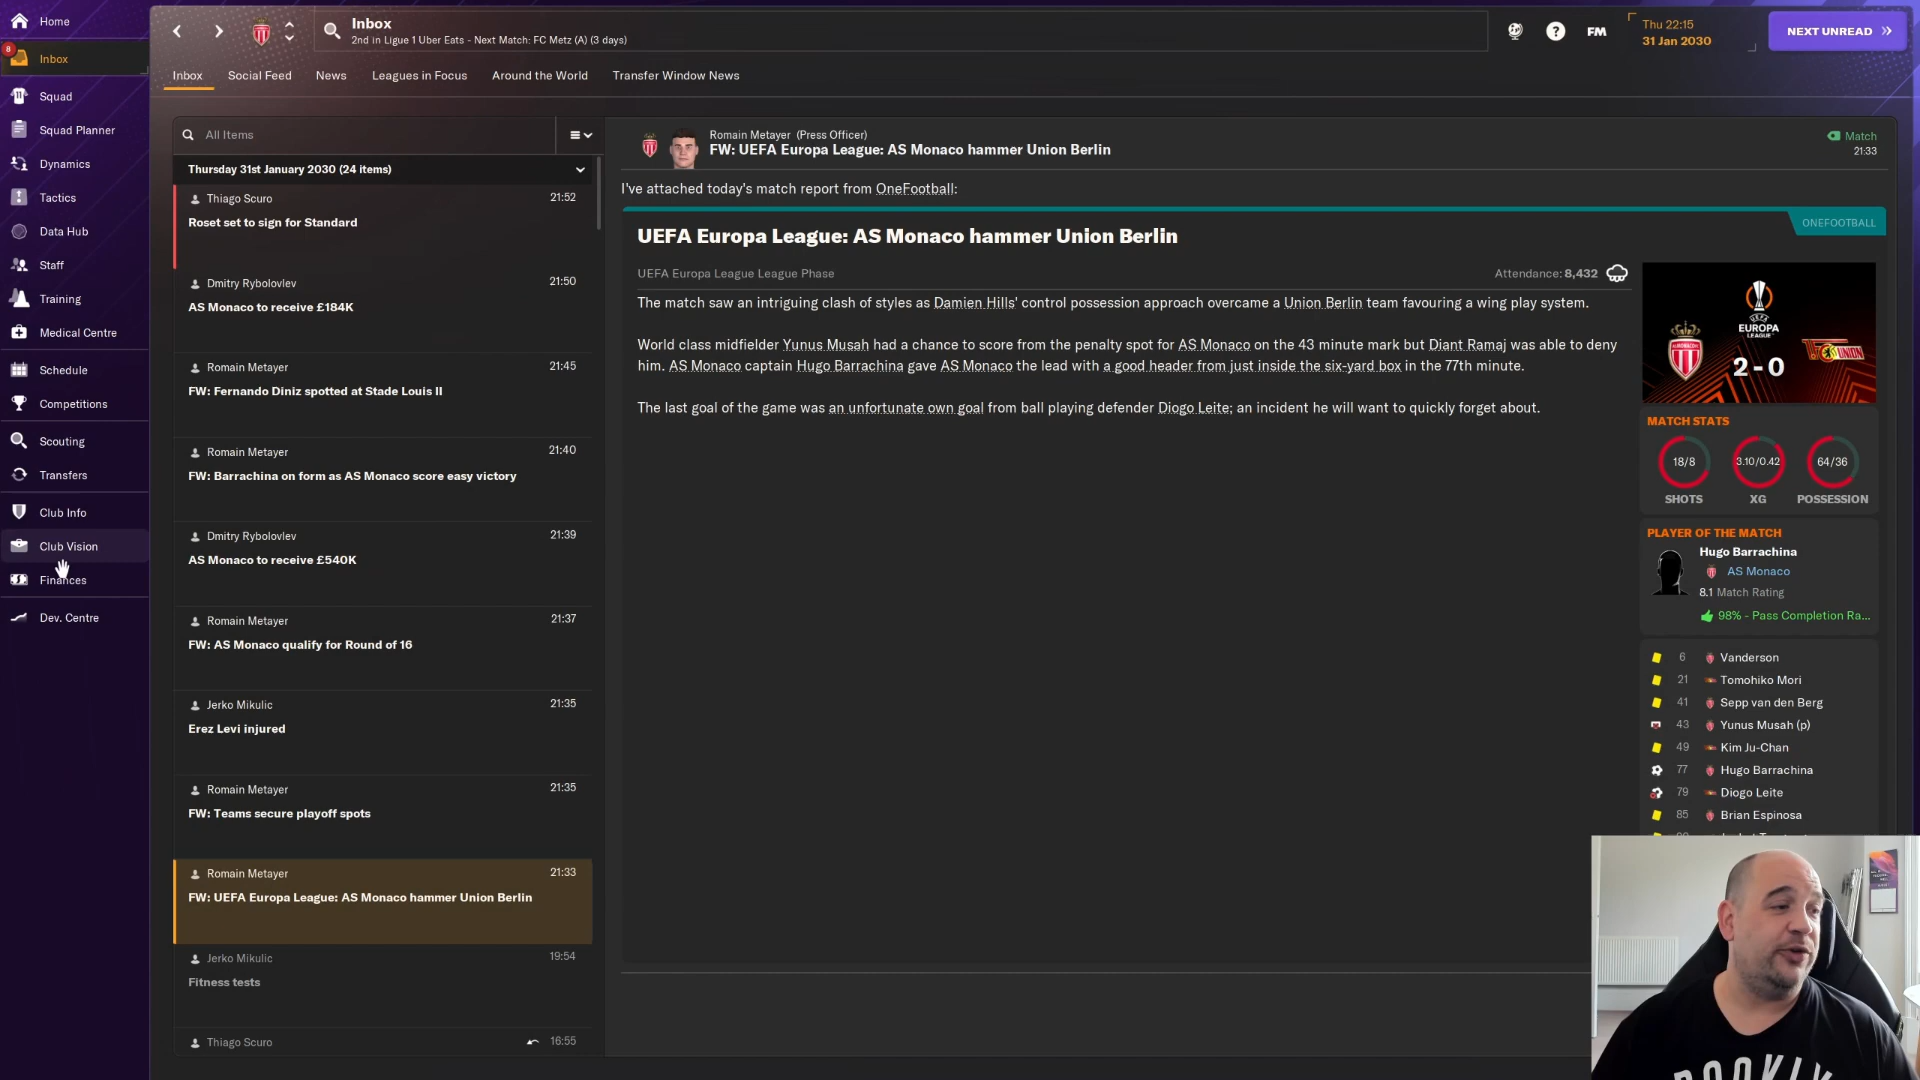 Home
8
Inbox
Squad
Squad Planner
Dynamics
Tactics
Data Hub
Staff
Training
Medical Centre
Schedule
Competitions
Scouting
Transfers
Club Info
Club Vision
Finances
Dev. Centre
Inbox
2nd in Ligue 1 Uber Eats - Next Match: FC Metz (A) (3 days)
FM
Thu 22:15
31 Jan 2030
NEXT UNREAD
Inbox
Social Feed
News
Leagues in Focus
Around the World
Transfer Window News
All Items
Thursday 31st January 2030 (24 items)
Thiago Scuro 21:52
Roset set to sign for Standard
Dmitry Rybolovlev 21:50
AS Monaco to receive £184K
Romain Metayer 21:45
FW: Fernando Diniz spotted at Stade Louis II
Romain Metayer 21:40
FW: Barrachina on form as AS Monaco score easy victory
Dmitry Rybolovlev 21:39
AS Monaco to receive £540K
Romain Metayer 21:37
FW: AS Monaco qualify for Round of 16
Jerko Mikulic 21:35
Erez Levi injured
Romain Metayer 21:35
FW: Teams secure playoff spots
Romain Metayer 21:33
FW: UEFA Europa League: AS Monaco hammer Union Berlin
Jerko Mikulic 19:54
Fitness tests
Thiago Scuro 16:55
Romain Metayer (Press Officer)
FW: UEFA Europa League: AS Monaco hammer Union Berlin
Match
21:33
I've attached today's match report from OneFootball:
ONEFOOTBALL
UEFA Europa League: AS Monaco hammer Union Berlin
UEFA Europa League League Phase
Attendance: 8,432
The match saw an intriguing clash of styles as Damien Hills' control possession approach overcame a Union Berlin team favouring a wing play system.
World class midfielder Yunus Musah had a chance to score from the penalty spot for AS Monaco on the 43 minute mark but Diant Ramaj was able to deny
him. AS Monaco captain Hugo Barrachina gave AS Monaco the lead with a good header from just inside the six-yard box in the 77th minute.
The last goal of the game was an unfortunate own goal from ball playing defender Diogo Leite; an incident he will want to quickly forget about.
UEFA
EUROPA
LEAGUE
2 - 0
UNION
MATCH STATS
18/8
3.10/0.42
64/36
SHOTS
XG
POSSESSION
PLAYER OF THE MATCH
Hugo Barrachina
AS Monaco
8.1 Match Rating
98% - Pass Completion Ra...
6 Vanderson
21 Tomohiko Mori
41 Sepp van den Berg
43 Yunus Musah (p)
49 Kim Ju-Chan
77 Hugo Barrachina
79 Diogo Leite
85 Brian Espinosa